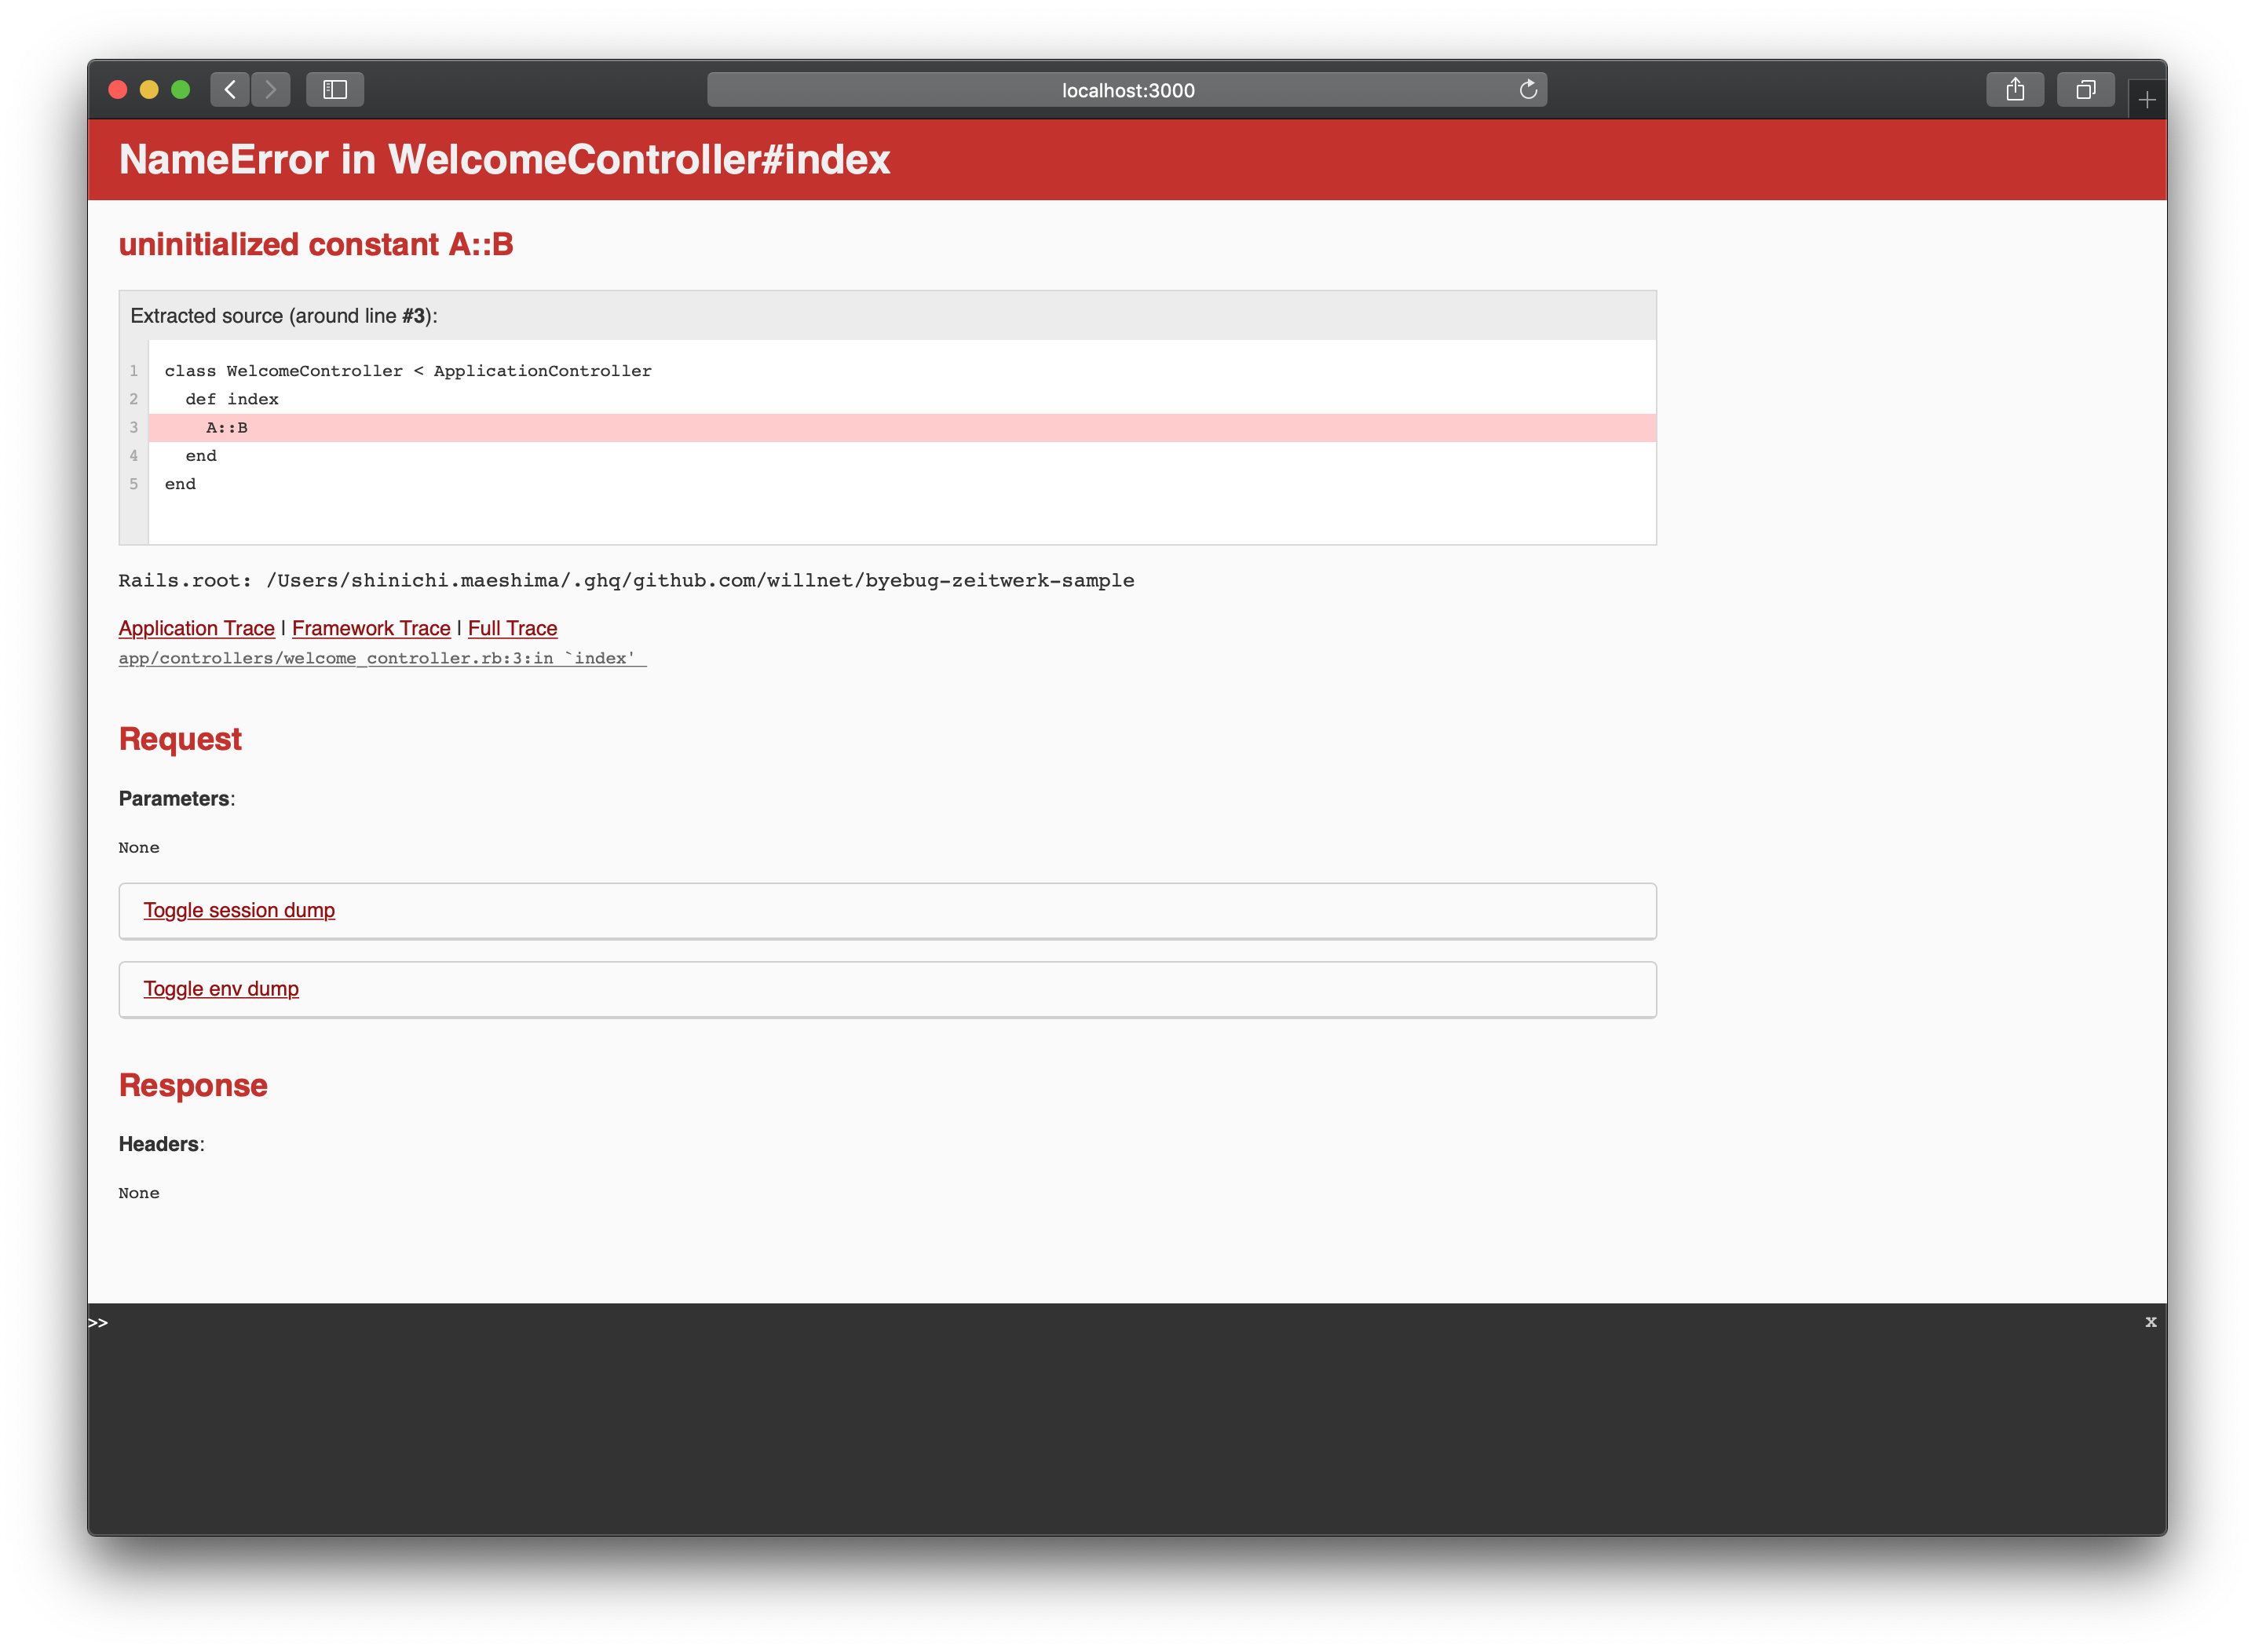 localhost:3000
NameError in WelcomeController#index
uninitialized constant A::B
Extracted source (around line #3):
1 class WelcomeController < ApplicationController
2   def index
3     A::B
4   end
5 end
Rails.root: /Users/shinichi.maeshima/.ghq/github.com/willnet/byebug-zeitwerk-sample
Application Trace | Framework Trace | Full Trace
app/controllers/welcome_controller.rb:3:in `index'
Request
Parameters:
None
Toggle session dump
Toggle env dump
Response
Headers:
None
>> x